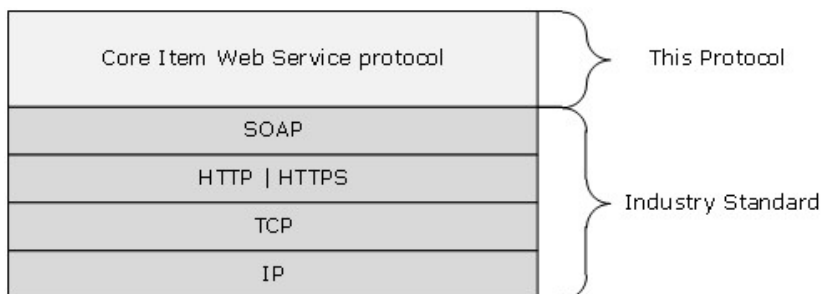 Core Item Web Service protocol
This Protocol
SOAP
HTTP | HTTPS
TCP
Industry Standard
IP